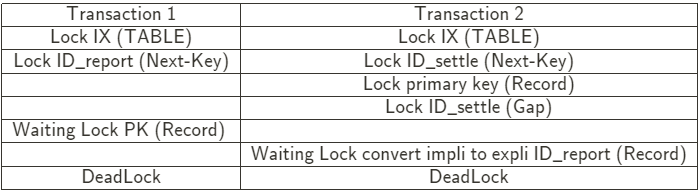 Transaction 1 Transaction 2
Lock IX (TABLE) Lock IX (TABLE)
Lock ID_report (Next-Key) Lock ID_settle (Next-Key)
Lock primary key (Record)
Lock ID_settle (Gap)
Waiting Lock PK (Record)
Waiting Lock convert impli to expli ID_report (Record)
DeadLock DeadLock